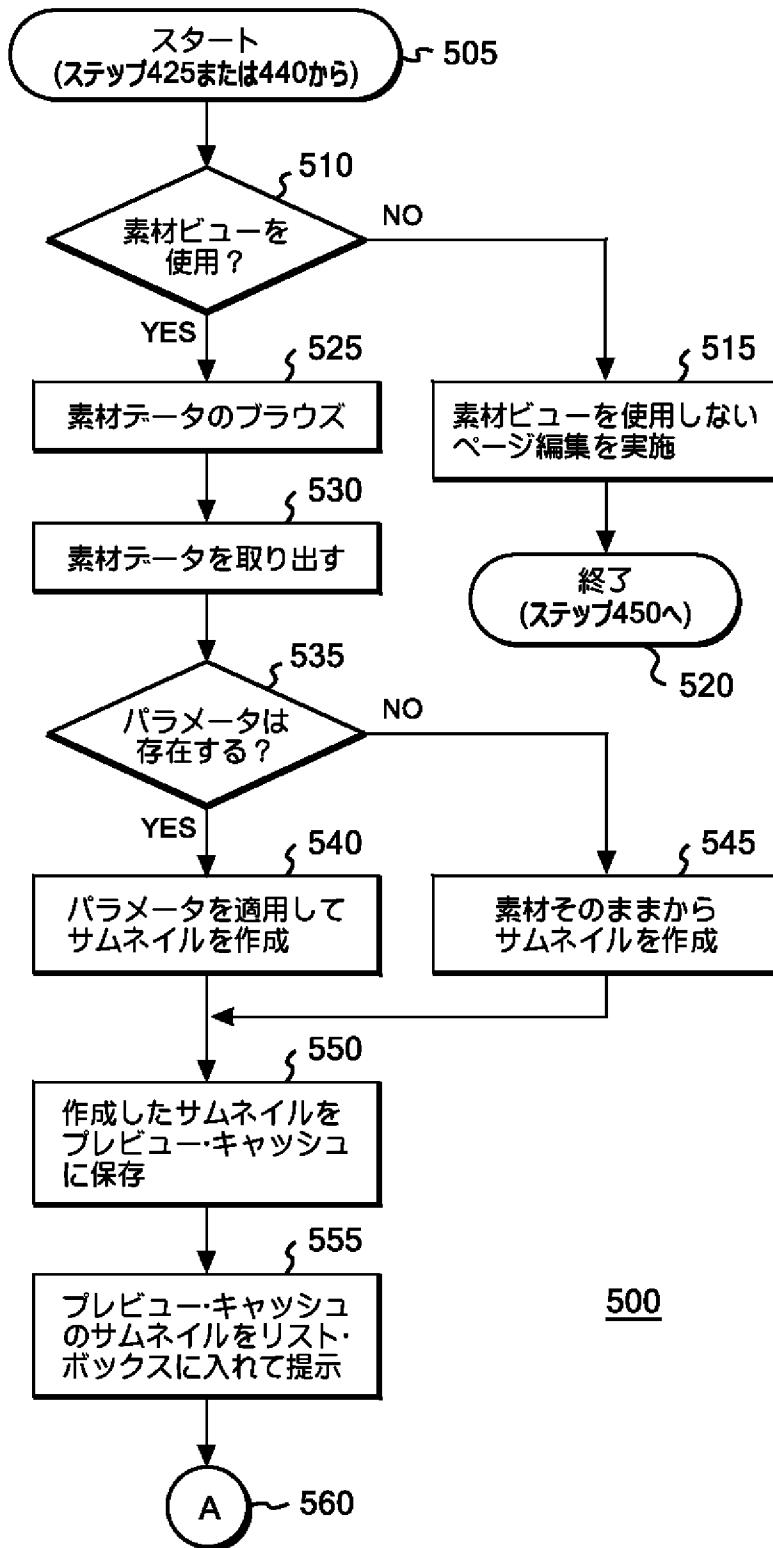 スタート
(ステップ425または440から)
505
510
素材ビューを
使用?
NO
YES
525
素材データのブラウズ
515
素材ビューを使用しない
ページ編集を実施
530
素材データを取り出す
終了
(ステップ450へ)
520
535
パラメータは
存在する?
NO
YES
540
パラメータを適用して
サムネイルを作成
545
素材そのままから
サムネイルを作成
550
作成したサムネイルを
プレビュー・キャッシュ
に保存
555
プレビュー・キャッシュ
のサムネイルをリスト・
ボックスに入れて提示
500
A
560